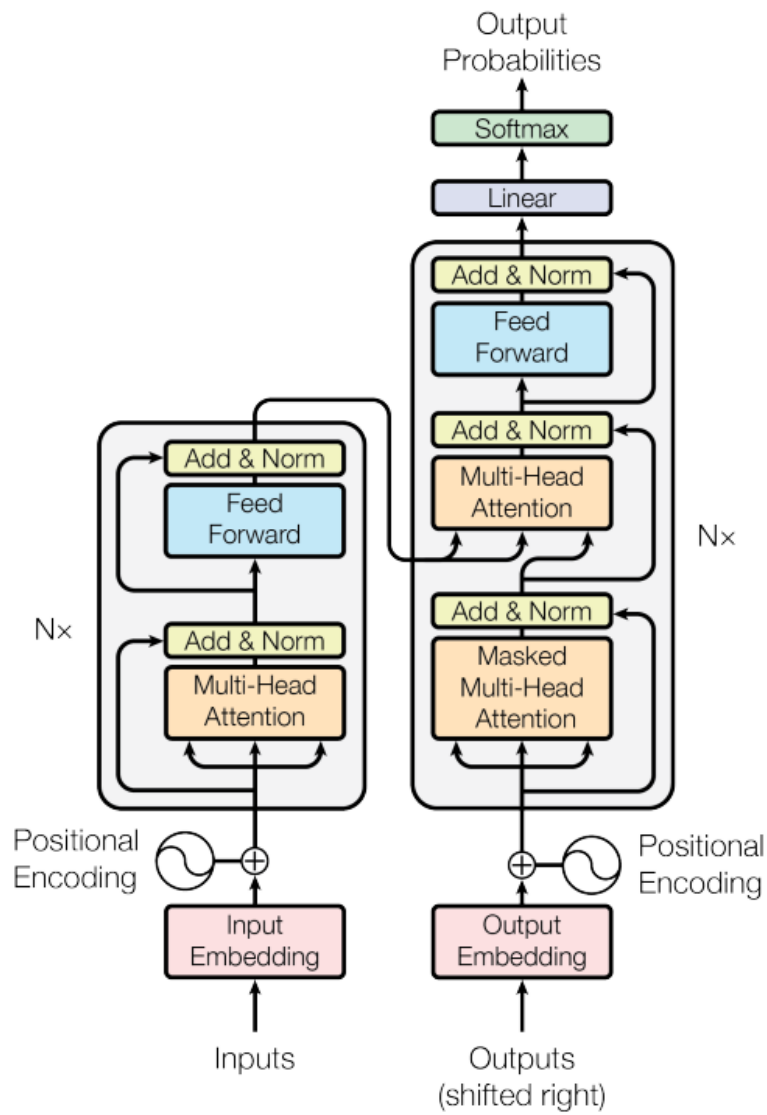 Output
Probabilities
Softmax
Linear
Add & Norm
Feed
Forward
Add & Norm
Multi-Head
Attention
Add & Norm
Masked
Multi-Head
Attention
N×
Add & Norm
Feed
Forward
Add & Norm
Multi-Head
Attention
N×
Positional
Encoding
Positional
Encoding
Input
Embedding
Output
Embedding
Inputs
Outputs
(shifted right)